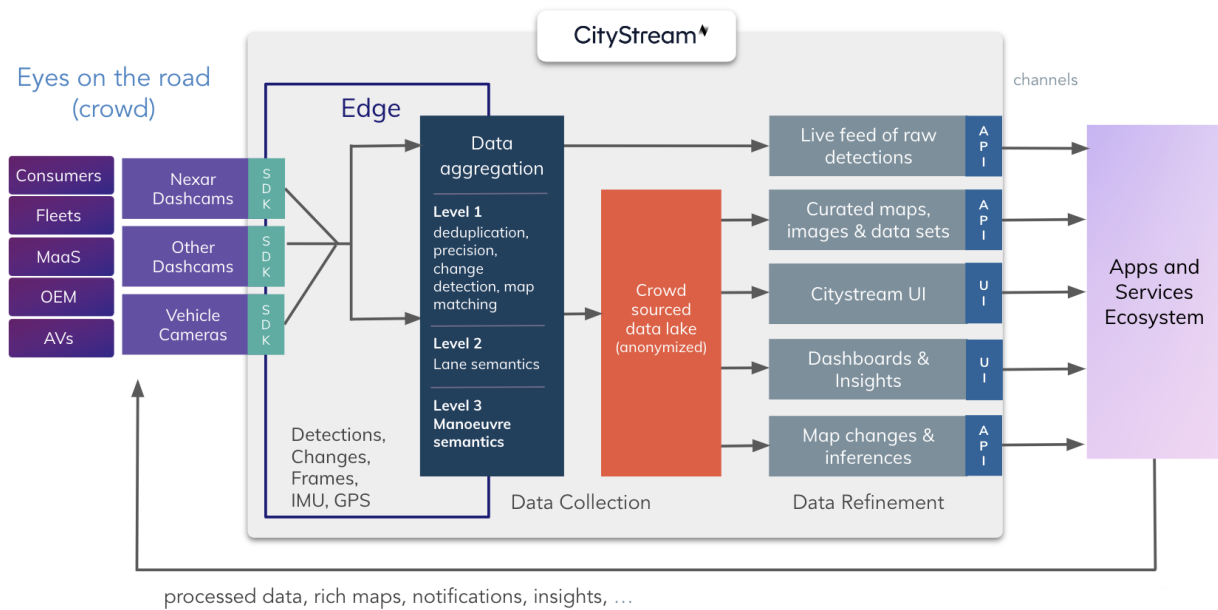 CityStream
Eyes on the road
(crowd)
channels
Edge
Consumers
Fleets
MaaS
OEM
AVs
Nexar
Dashcams
SDK
Other
Dashcams
SDK
Vehicle
Cameras
SDK
Detections,
Changes,
Frames,
IMU, GPS
Data
aggregation
Level 1
deduplication,
precision,
change
detection, map
matching
Level 2
Lane semantics
Level 3
Manoeuvre
semantics
Data Collection
Crowd
sourced
data lake
(anonymized)
Live feed of raw
detections
API
Curated maps,
images & data sets
API
Citystream UI
UI
Dashboards &
Insights
UI
Map changes &
inferences
API
Data Refinement
Apps and
Services
Ecosystem
processed data, rich maps, notifications, insights, ...